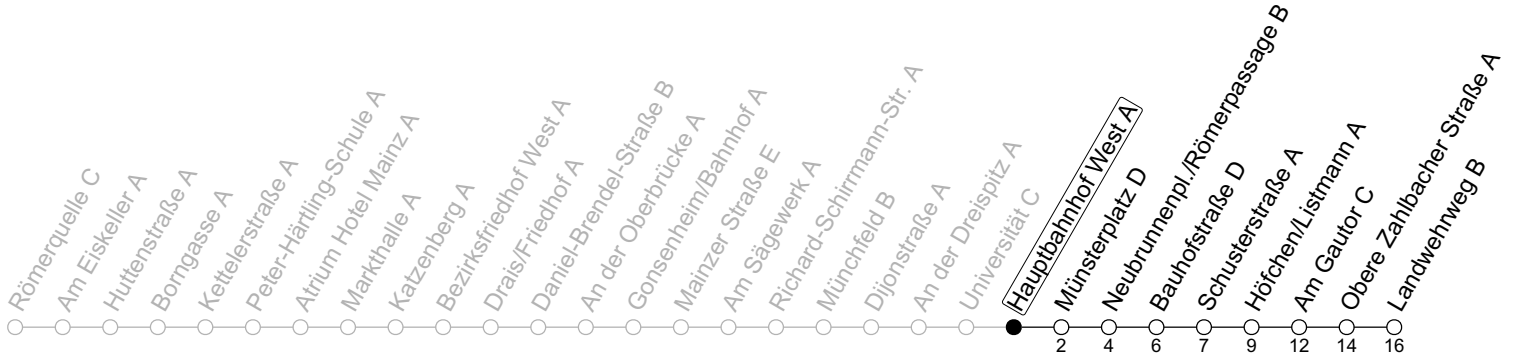 Römerquelle C
Am Eiskeller A
Huttenstraße A
Borngasse A
Kettelerstraße A
Peter-Härtling-Schule A
Atrium Hotel Mainz A
Markthalle A
Katzenberg A
Bezirksfriedhof West A
Drais/Friedhof A
Daniel-Brendel-Straße B
An der Oberbrücke A
Gonsenheim/Bahnhof A
Mainzer Straße E
Am Sägewerk A
Richard-Schirrmann-Str. A
Münchfeld B
Dijonstraße A
An der Dreispitz A
Universität C
Hauptbahnhof West A
Münsterplatz D
Neubrunnenpl./Römerpassage B
Bauhofstraße D
Schusterstraße A
Höfchen/Listmann A
Am Gautor C
Obere Zahlbacher Straße A
Landwehrweg B
2 4 6 7 9 12 14 16